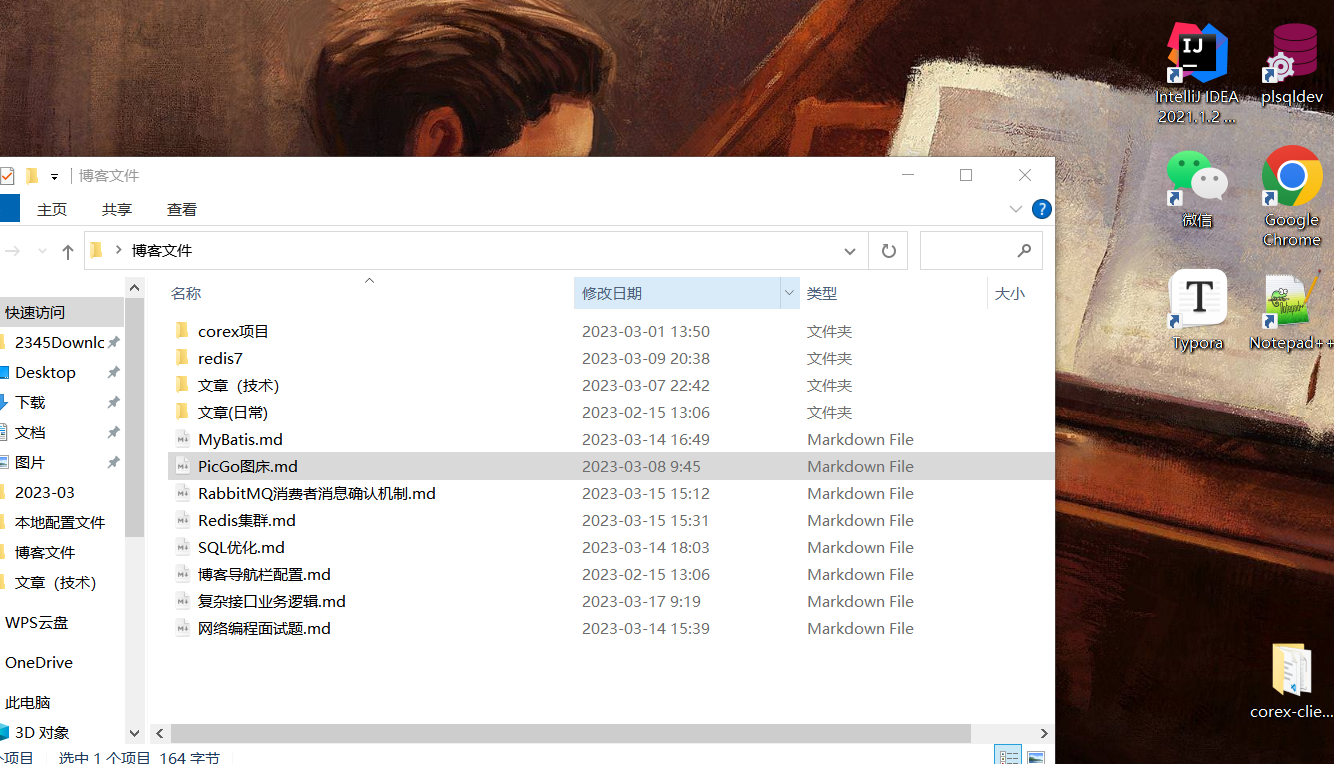 IJ
IntelliJ IDEA
2021.1.2 ...
plsqldev
微信
Google
Chrome
T
Typora
Notepad++
corex-clie...
博客文件
主页 共享 查看
?
博客文件
名称 修改日期 类型 大小
快速访问
2345Downlc
Desktop
下载
文档
图片
2023-03
本地配置文件
博客文件
文章（技术）
WPS云盘
OneDrive
此电脑
3D 对象
corex项目 2023-03-01 13:50 文件夹
redis7 2023-03-09 20:38 文件夹
文章（技术） 2023-03-07 22:42 文件夹
文章(日常) 2023-02-15 13:06 文件夹
MyBatis.md 2023-03-14 16:49 Markdown File
PicGo图床.md 2023-03-08 9:45 Markdown File
RabbitMQ消费者消息确认机制.md 2023-03-15 15:12 Markdown File
Redis集群.md 2023-03-15 15:31 Markdown File
SQL优化.md 2023-03-14 18:03 Markdown File
博客导航栏配置.md 2023-02-15 13:06 Markdown File
复杂接口业务逻辑.md 2023-03-17 9:19 Markdown File
网络编程面试题.md 2023-03-14 15:39 Markdown File
个项目 选中 1 个项目 164 字节